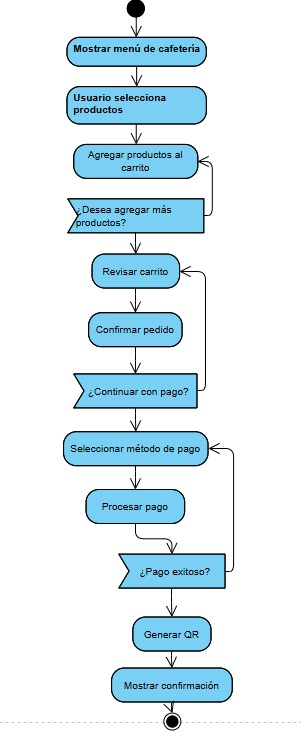 Mostrar menú de cafetería
Usuario selecciona
productos
Agregar productos al
carrito
¿Desea agregar más
productos?
Revisar carrito
Confirmar pedido
¿Continuar con pago?
Seleccionar método de pago
Procesar pago
¿Pago exitoso?
Generar QR
Mostrar confirmación